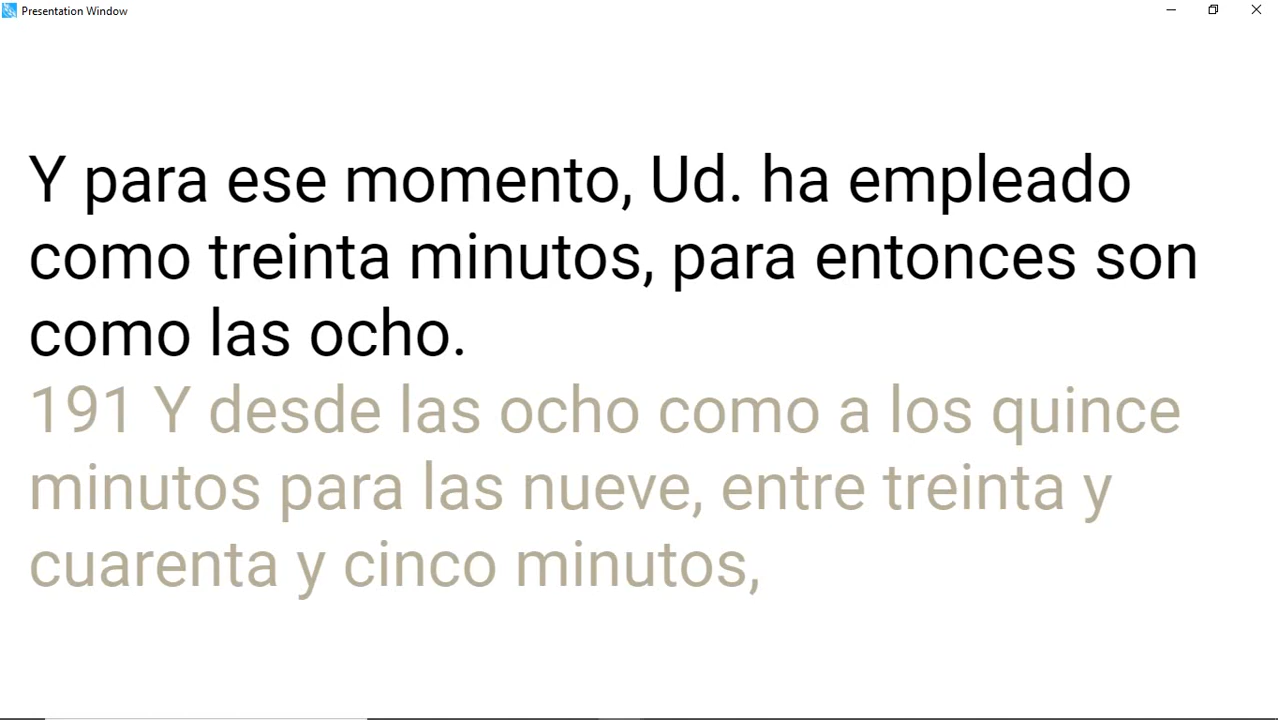 Presentation Window
Y para ese momento, Ud. ha empleado
como treinta minutos, para entonces son
como las ocho.
191 Y desde las ocho como a los quince
minutos para las nueve, entre treinta y
cuarenta y cinco minutos,